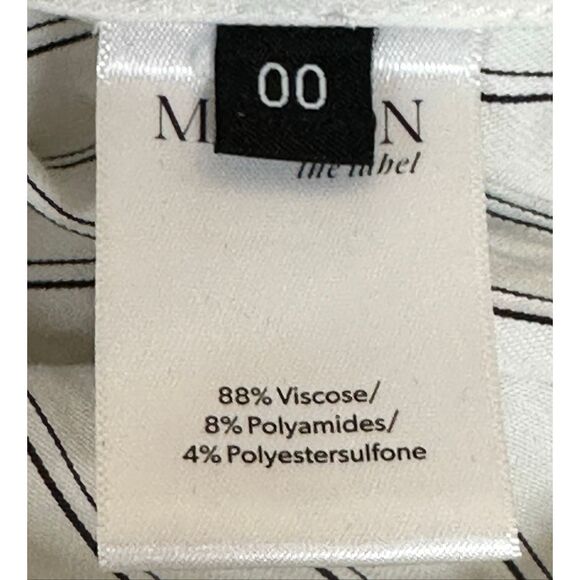 00
the label
88% Viscose/
8% Polyamides/
4% Polyestersulfone